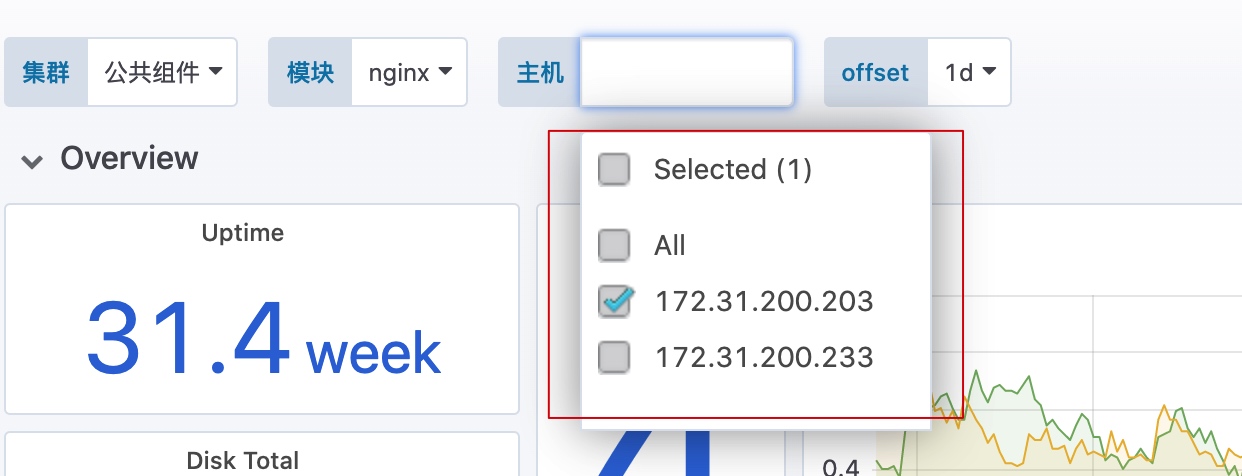 集群 公共组件 模块 nginx 主机 offset 1d
Overview
Selected (1)
Uptime
All
31.4 week
172.31.200.203
172.31.200.233
Disk Total
0.4